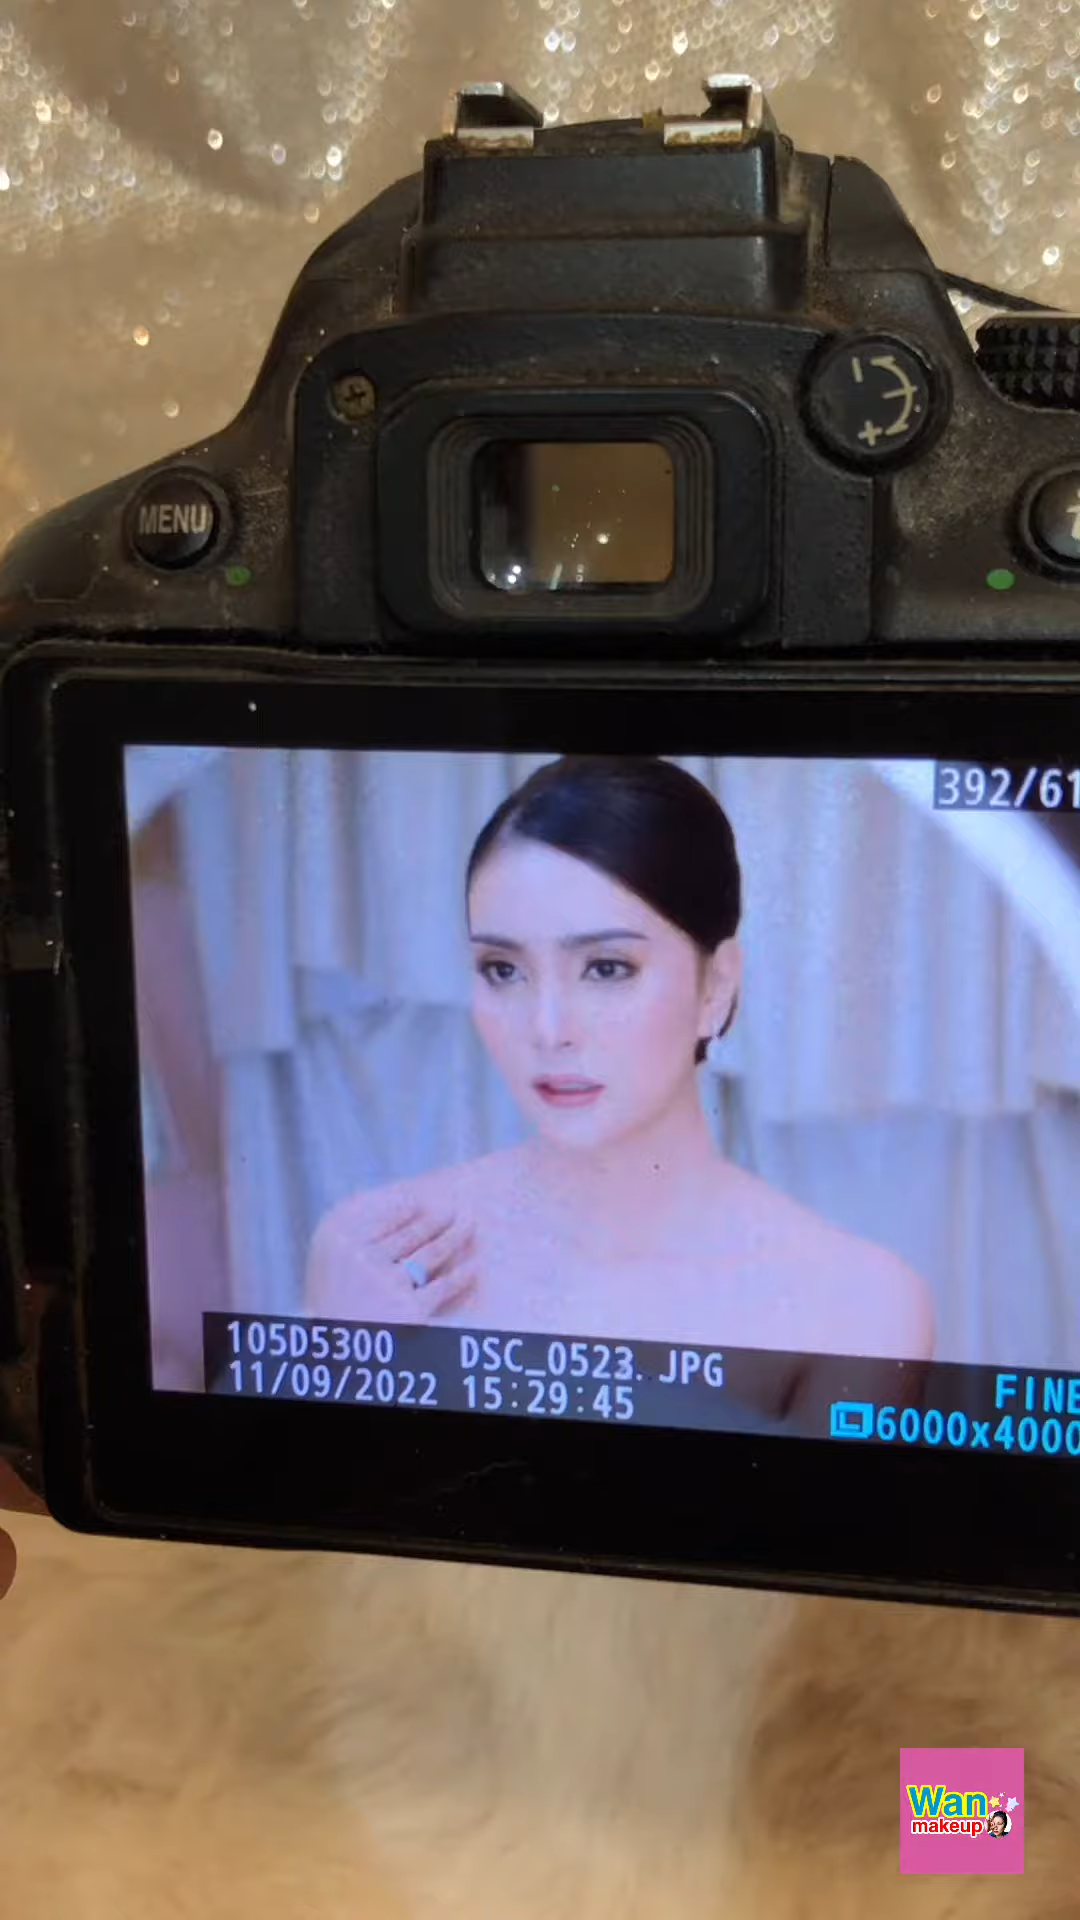 MENU
392/61
105D5300 DSC_0523.JPG
11/09/2022 15:29:45
FINE
L 6000x4000
Wan
makeup